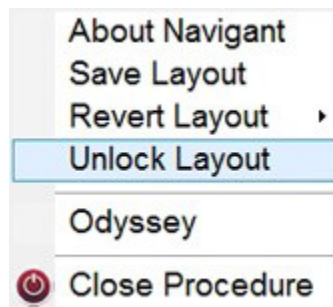 About Navigant
Save Layout
Revert Layout
Unlock Layout
Odyssey
Close Procedure